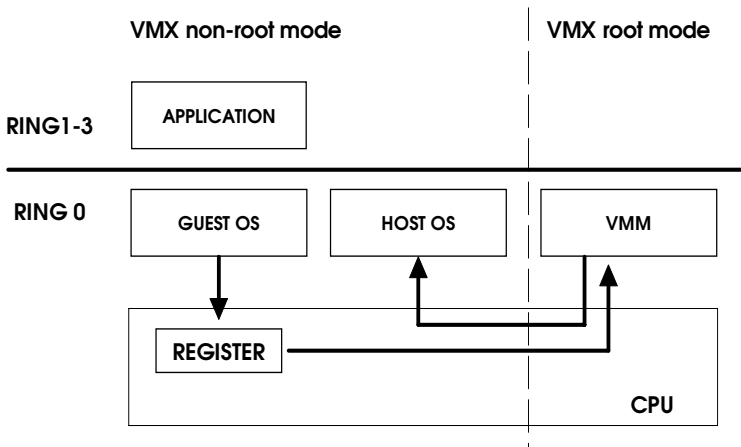 VMX non-root mode
VMX root mode
RING1-3
APPLICATION
RING 0
GUEST OS
HOST OS
VMM
REGISTER
CPU